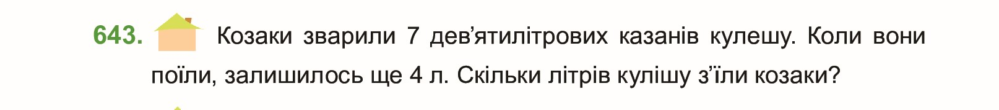 643. Козаки зварили 7 дев’ятилітрових казанів кулешу. Коли вони
поїли, залишилось ще 4 л. Скільки літрів кулішу з’їли козаки?